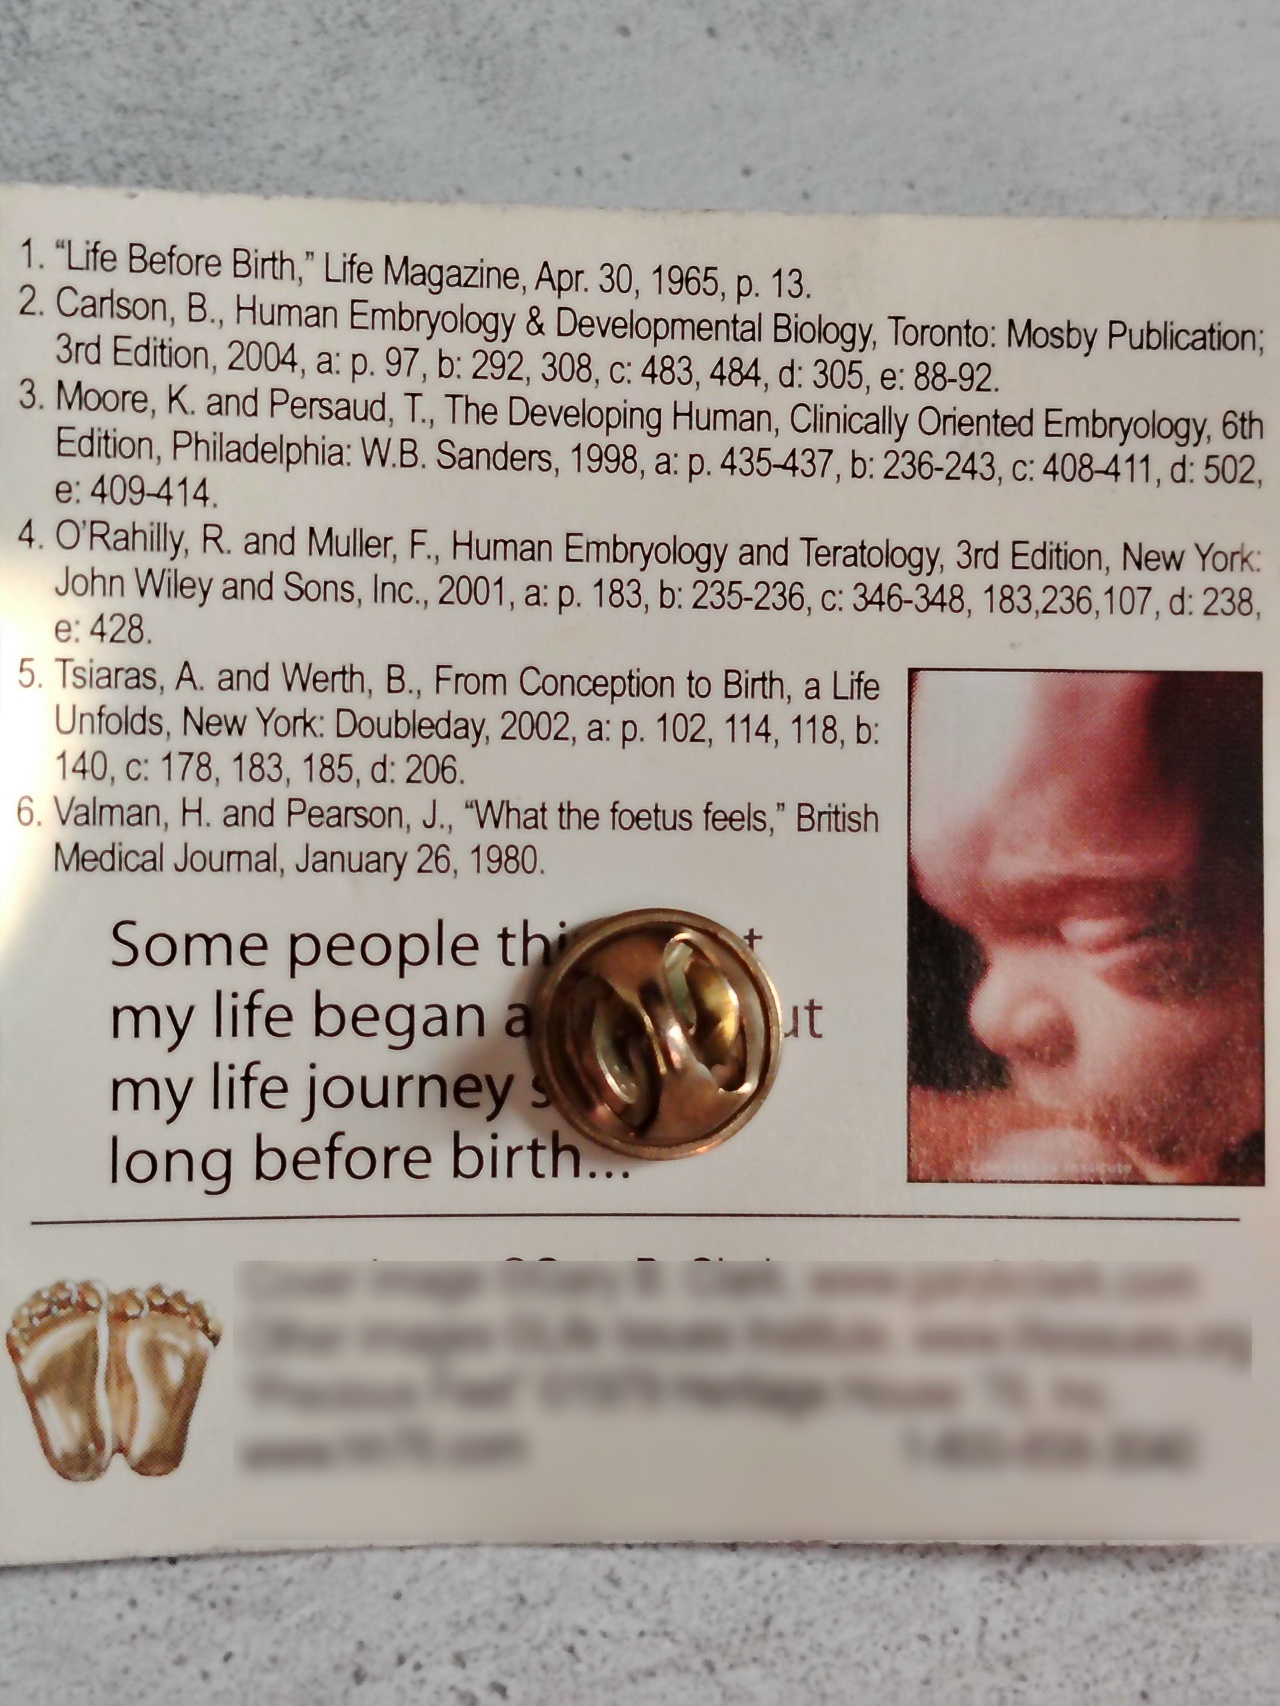 1. “Life Before Birth,” Life Magazine, Apr. 30, 1965, p. 13.
2. Carlson, B., Human Embryology & Developmental Biology, Toronto: Mosby Publication;
3rd Edition, 2004, a: p. 97, b: 292, 308, c: 483, 484, d: 305, e: 88-92.
3. Moore, K. and Persaud, T., The Developing Human, Clinically Oriented Embryology, 6th
Edition, Philadelphia: W.B. Sanders, 1998, a: p. 435-437, b: 236-243, c: 408-411, d: 502,
e: 409-414.
4. O’Rahilly, R. and Muller, F., Human Embryology and Teratology, 3rd Edition, New York:
John Wiley and Sons, Inc., 2001, a: p. 183, b: 235-236, c: 346-348, 183,236,107, d: 238,
e: 428.
5. Tsiaras, A. and Werth, B., From Conception to Birth, a Life
Unfolds, New York: Doubleday, 2002, a: p. 102, 114, 118, b:
140, c: 178, 183, 185, d: 206.
6. Valman, H. and Pearson, J., “What the foetus feels,” British
Medical Journal, January 26, 1980.
Some people
my life began
my life journey
long before birth...